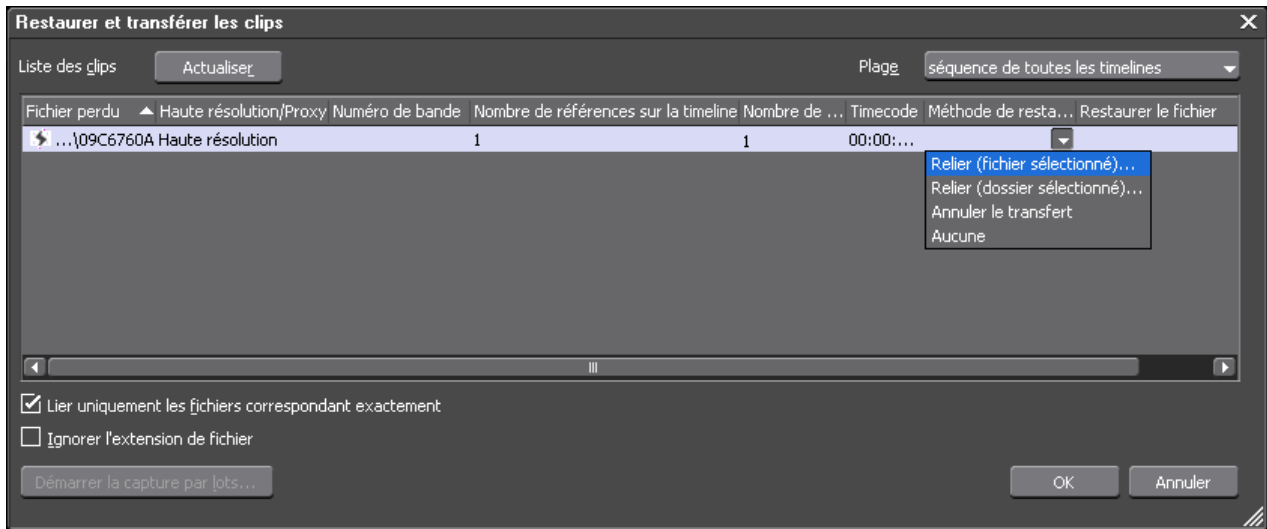 Restaurer et transférer les clips
Liste des clips Actualiser Plage séquence de toutes les timelines
Fichier perdu Haute résolution/Proxy Numéro de bande Nombre de références sur la timeline Nombre de ... Timecode Méthode de resta... Restaurer le fichier
...\09C6760A Haute résolution 1 1 00:00:...
Relier (fichier sélectionné)...
Relier (dossier sélectionné)...
Annuler le transfert
Aucune
Lier uniquement les fichiers correspondant exactement
Ignorer l'extension de fichier
Démarrer la capture par lots... OK Annuler